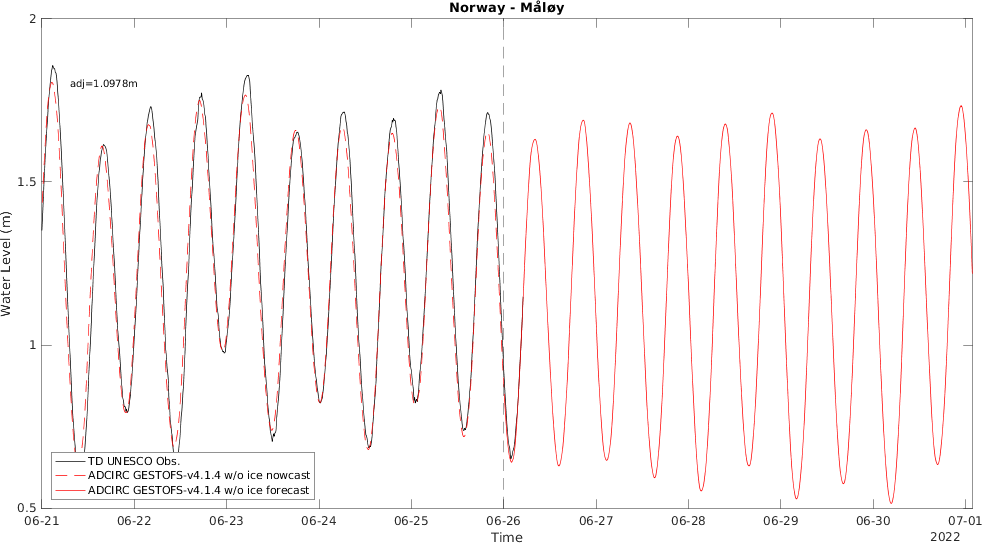 Norway - Måløy
2
adj=1.0978m
1.5
Water Level (m)
1
TD UNESCO Obs.
ADCIRC GESTOFS-v4.1.4 w/o ice nowcast
ADCIRC GESTOFS-v4.1.4 w/o ice forecast
0.5
06-21 06-22 06-23 06-24 06-25 06-26 06-27 06-28 06-29 06-30 07-01
Time
2022